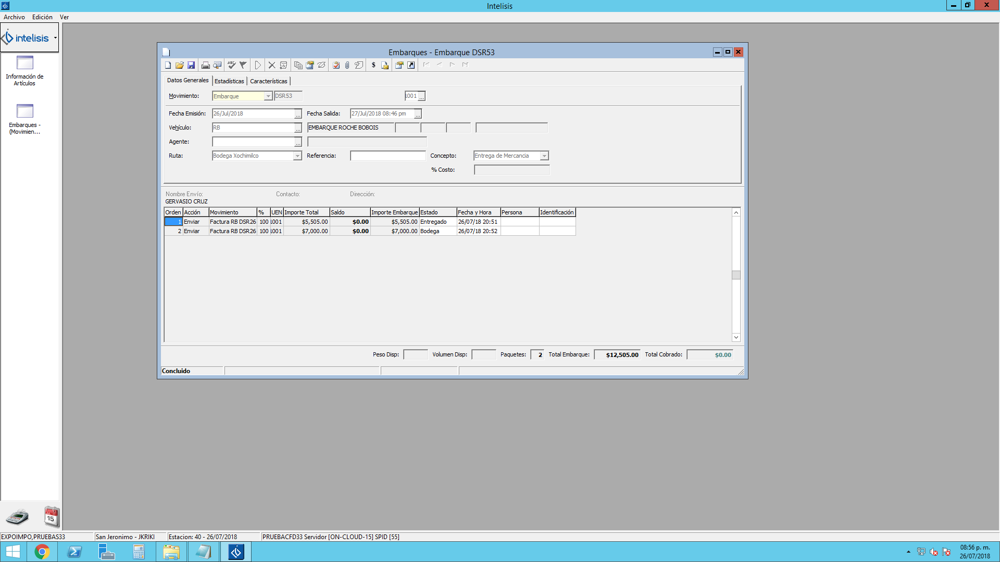 Intelisis
Archivo Edición Ver
intelisis
Información de Artículos
Embarques - (Movimien...
Embarques - Embarque DSR53
Datos Generales Estadísticas Características
Movimiento: Embarque DSR53 1001 ...
Fecha Emisión: 26/Jul/2018 ... Fecha Salida: 27/Jul/2018 08:46 pm ...
Vehículo: RB ... EMBARQUE ROCHE BOBOIS
Agente: ...
Ruta: Bodega Xochimilco Referencia: Concepto: Entrega de Mercancia
% Costo:
Nombre Envío: Contacto: Dirección:
GERVASIO CRUZ
Orden Acción Movimiento % UEN Importe Total Saldo Importe Embarque Estado Fecha y Hora Persona Identificación
1 Enviar Factura RB DSR26 100 1001 $5,505.00 $0.00 $5,505.00 Entregado 26/07/18 20:51
2 Enviar Factura RB DSR26 100 1001 $7,000.00 $0.00 $7,000.00 Bodega 26/07/18 20:52
Peso Disp: Volumen Disp: Paquetes: 2 Total Embarque: $12,505.00 Total Cobrado: $0.00
Concluido
15
EXPOIMPO,PRUEBAS33 San Jeronimo - JKRIKI Estacion: 40 - 26/07/2018 PRUEBACFD33 Servidor [ON-CLOUD-15] SPID [55]
08:56 p. m.
26/07/2018